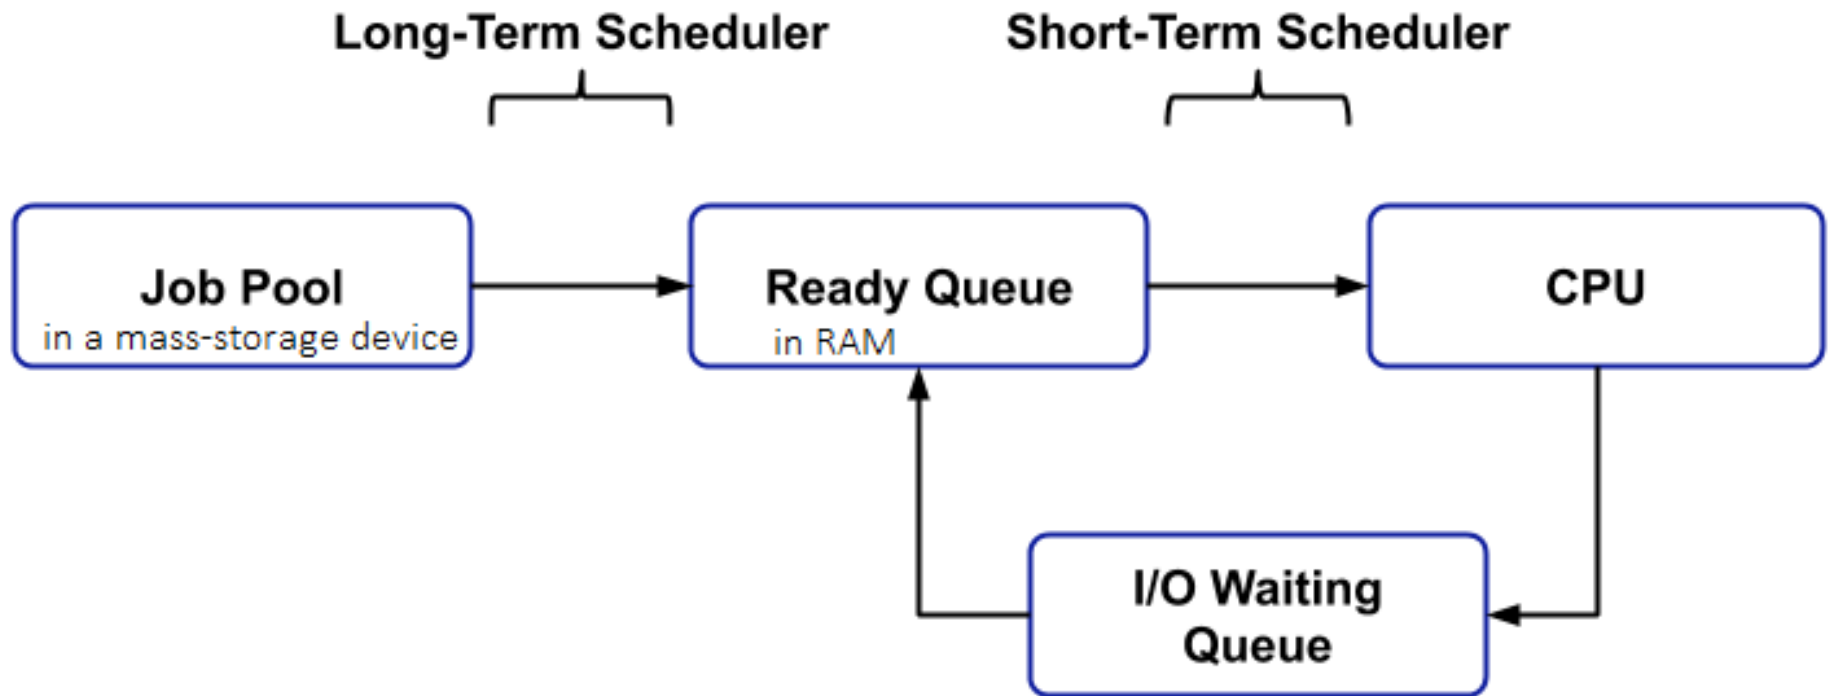 Long-Term Scheduler
Short-Term Scheduler
Job Pool
in a mass-storage device
Ready Queue
in RAM
CPU
I/O Waiting
Queue